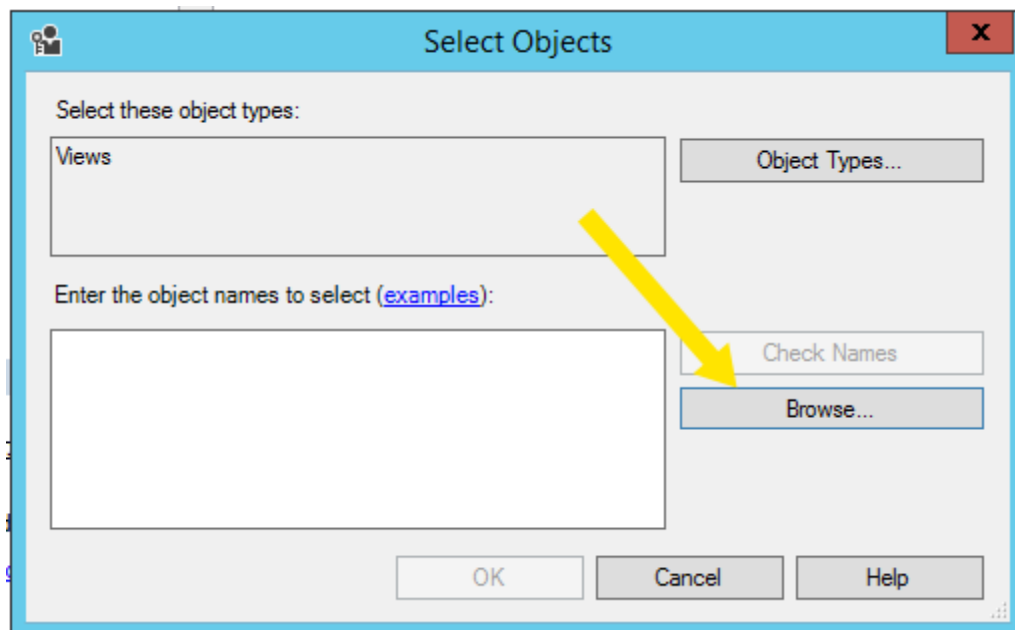 Select Objects
x
Select these object types:
Views
Object Types...
Enter the object names to select (examples):
Check Names
Browse...
OK
Cancel
Help